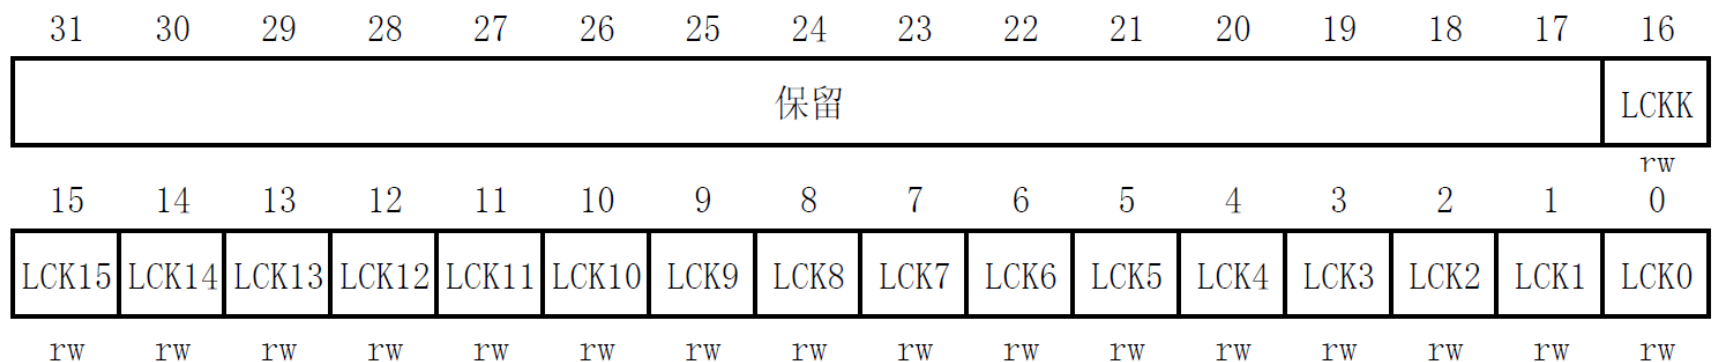 31 30 29 28 27 26 25 24 23 22 21 20 19 18 17 16
保留 LCKK
rw
15 14 13 12 11 10 9 8 7 6 5 4 3 2 1 0
LCK15 LCK14 LCK13 LCK12 LCK11 LCK10 LCK9 LCK8 LCK7 LCK6 LCK5 LCK4 LCK3 LCK2 LCK1 LCK0
rw rw rw rw rw rw rw rw rw rw rw rw rw rw rw rw